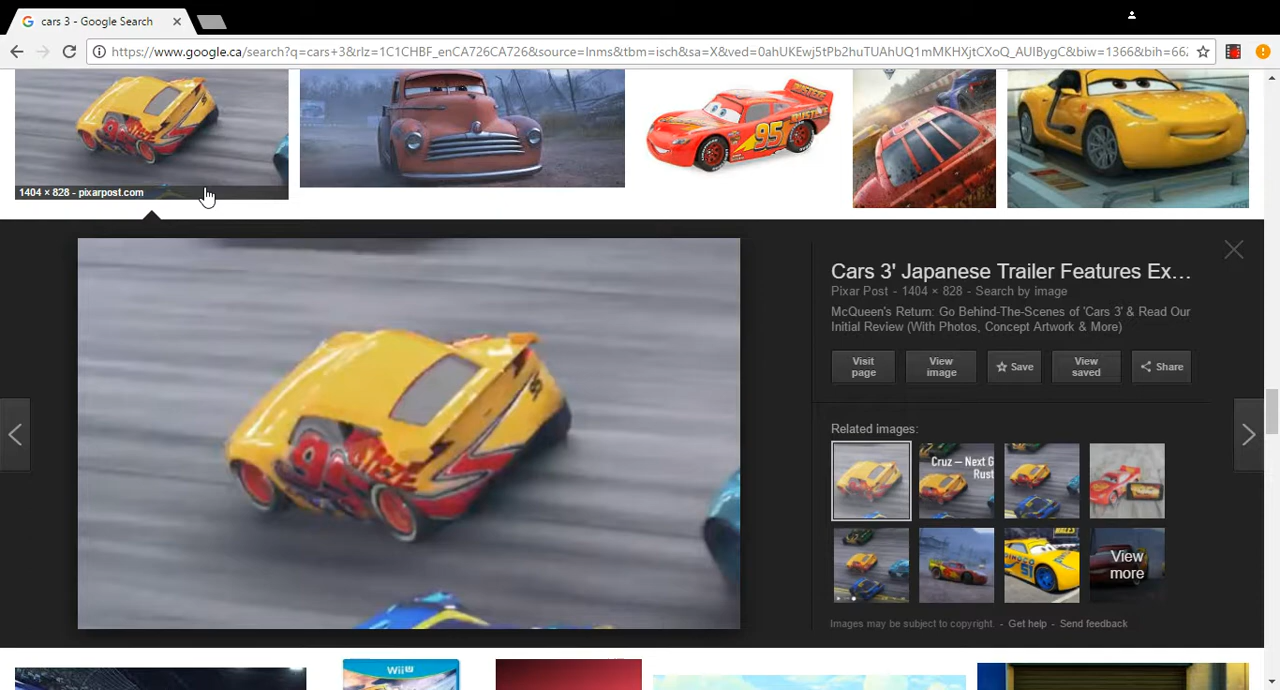 cars 3 - Google Search
https://www.google.ca/search?q=cars+3&rlz=1C1CHBF_enCA726CA726&source=lnms&tbm=isch&sa=X&ved=0ahUKEwj5tPb2huTUAhUQ1mMKHXjtCXoQ_AUIBygC&biw=1366&bih=662
95
1404 × 828 - pixarpost.com
Cars 3' Japanese Trailer Features Ex...
Pixar Post - 1404 × 828 - Search by image
McQueen's Return: Go Behind-The-Scenes of 'Cars 3' & Read Our
Initial Review (With Photos, Concept Artwork & More)
Visit page
View image
Save
View saved
Share
Related images:
Cruz — Next G
Rust
51
View more
Images may be subject to copyright. - Get help - Send feedback
WiiU